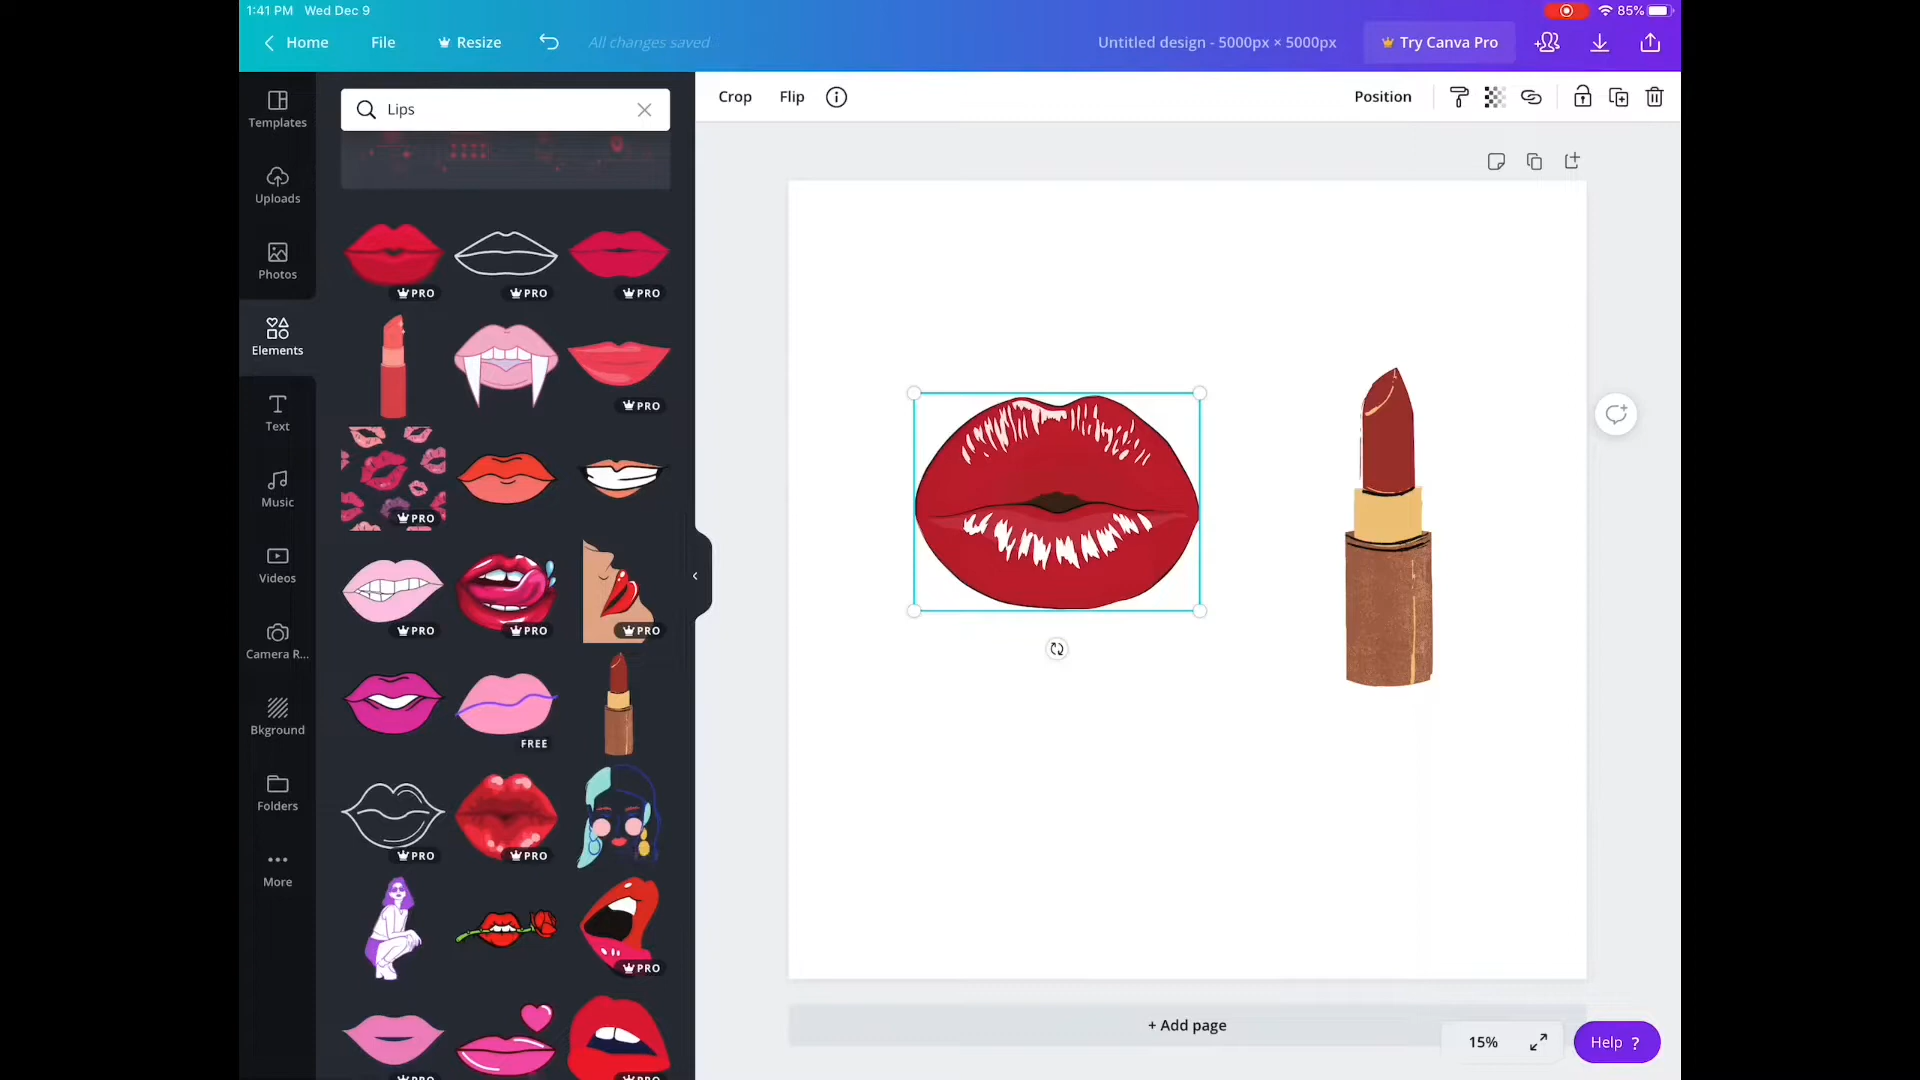 1:41 PM Wed Dec 9
85%
Home
File
Resize
All changes saved
Untitled design - 5000px × 5000px
Try Canva Pro
Templates
Uploads
Photos
Elements
Text
Music
Videos
Camera R...
Bkground
Folders
More
Lips
PRO PRO PRO
PRO
PRO
PRO PRO PRO
FREE
PRO PRO
PRO
PRO PRO
Crop
Flip
Position
+ Add page
15%
Help ?